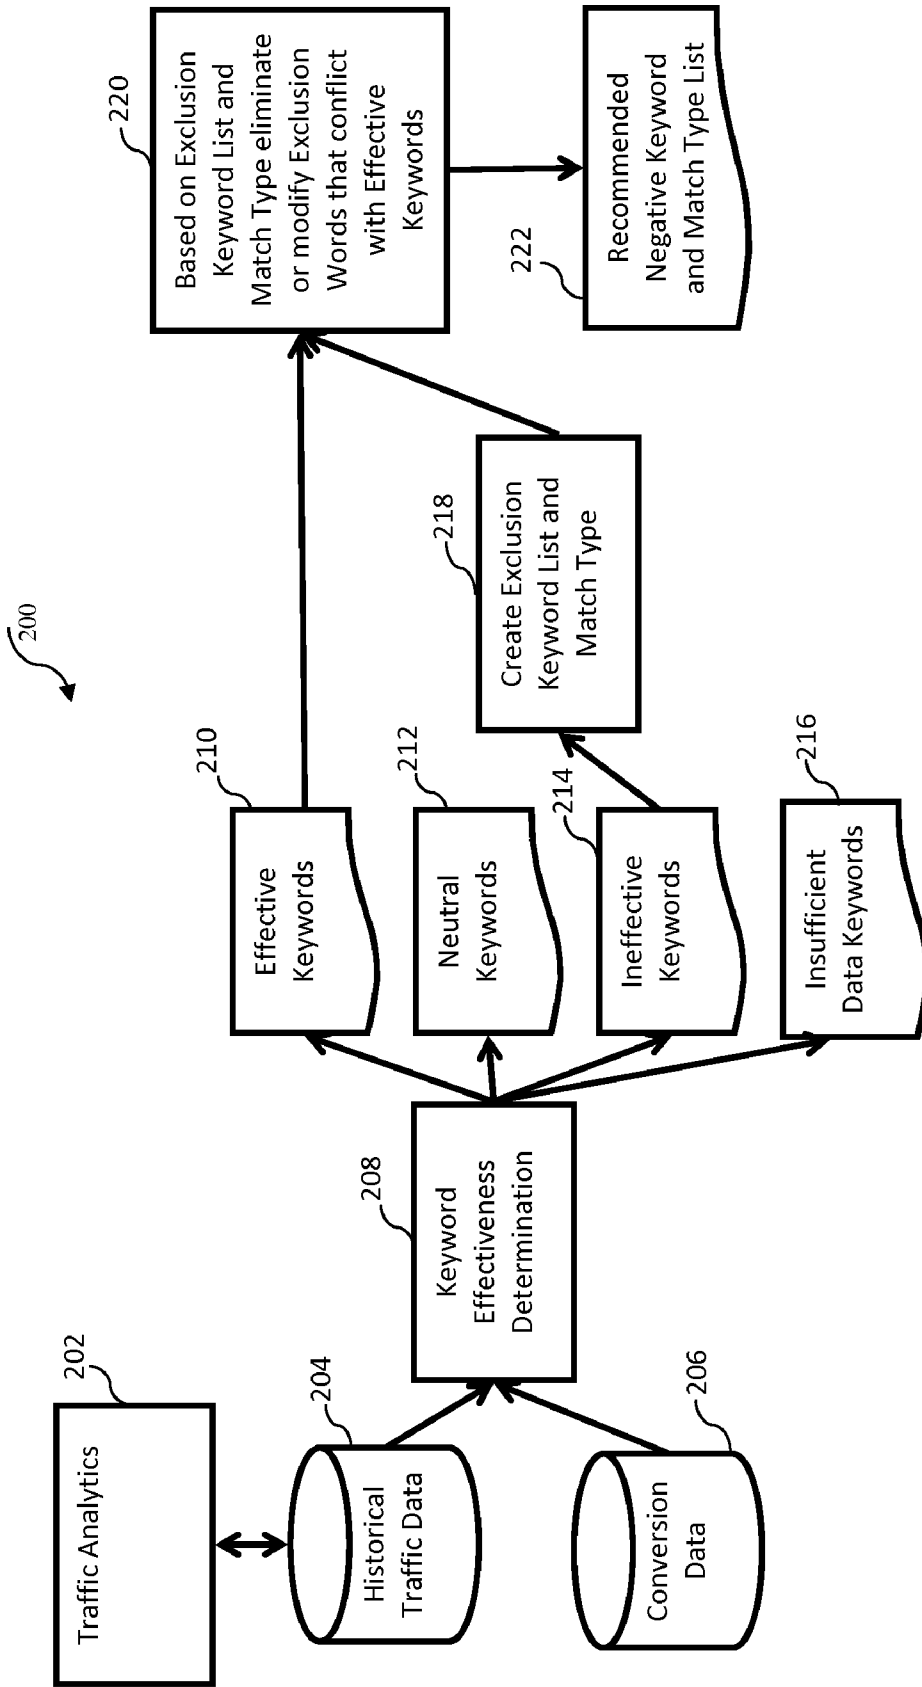 200
202
Traffic Analytics
204
Historical
Traffic Data
206
Conversion
Data
208
Keyword
Effectiveness
Determination
210
Effective
Keywords
212
Neutral
Keywords
214
Ineffective
Keywords
216
Insufficient
Data Keywords
218
Create Exclusion
Keyword List and
Match Type
220
Based on Exclusion
Keyword List and
Match Type eliminate
or modify Exclusion
Words that conflict
with Effective
Keywords
222
Recommended
Negative Keyword
and Match Type List